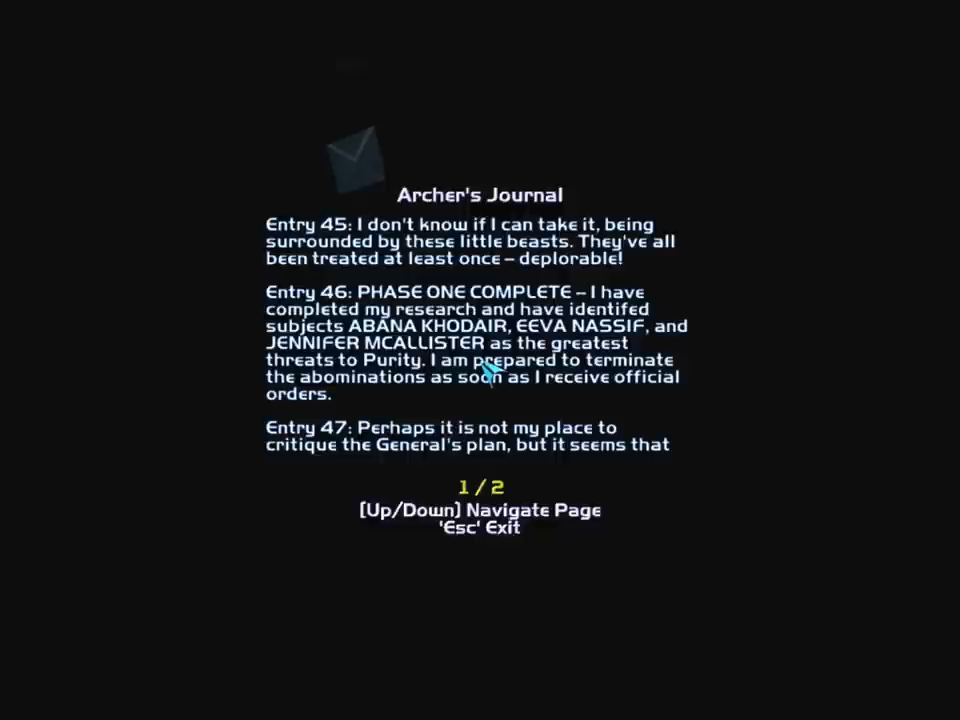 Archer's Journal
Entry 45: I don't know if I can take it, being
surrounded by these little beasts. They've all
been treated at least once – deplorable!
Entry 46: PHASE ONE COMPLETE – I have
completed my research and have identifed
subjects ABANA KHODAIR, EEVA NASSIF, and
JENNIFER MCALLISTER as the greatest
threats to Purity. I am prepared to terminate
the abominations as soon as I receive official
orders.
Entry 47: Perhaps it is not my place to
critique the General's plan, but it seems that
1 / 2
[Up/Down] Navigate Page
'Esc' Exit